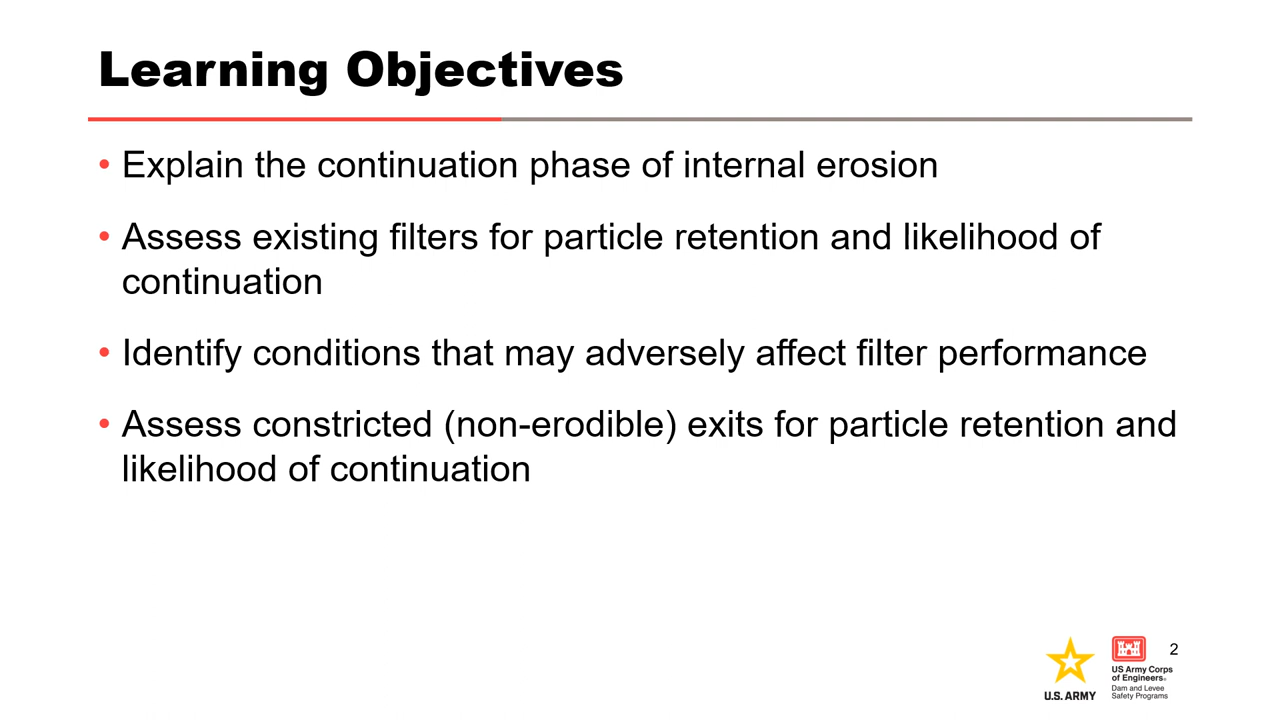 Learning Objectives
• Explain the continuation phase of internal erosion
• Assess existing filters for particle retention and likelihood of
continuation
• Identify conditions that may adversely affect filter performance
• Assess constricted (non-erodible) exits for particle retention and
likelihood of continuation
2
U.S. ARMY
US Army Corps
of Engineers®
Dam and Levee
Safety Programs